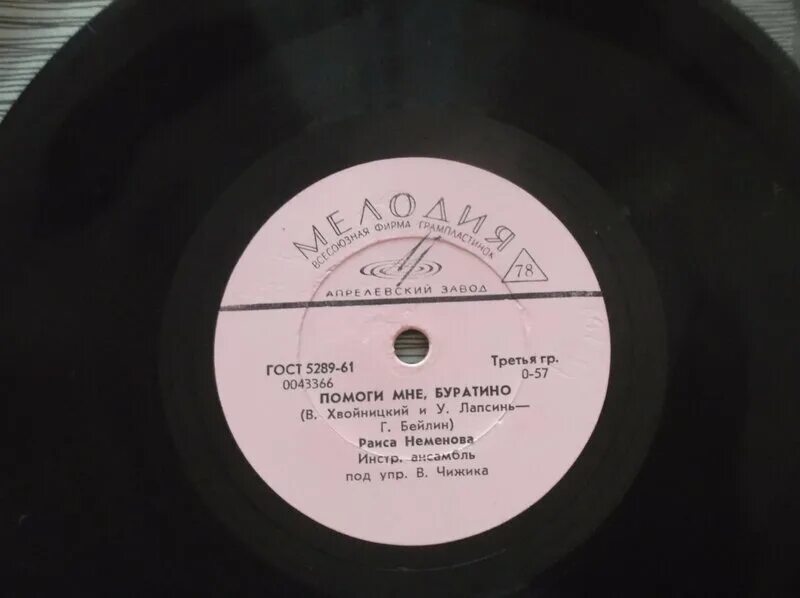 МЕЛОДИЯ
ВСЕСОЮЗНАЯ ФИРМА ГРАМПЛАСТИНОК
78
АПРЕЛЕВСКИЙ ЗАВОД
ГОСТ 5289-61
Третья гр.
0043366
0-57
ПОМОГИ МНЕ, БУРАТИНО
(В. Хвойницкий и У. Лапсинь—
Г. Бейлин)
Раиса Неменова
Инстр. ансамбль
под упр. В. Чижика